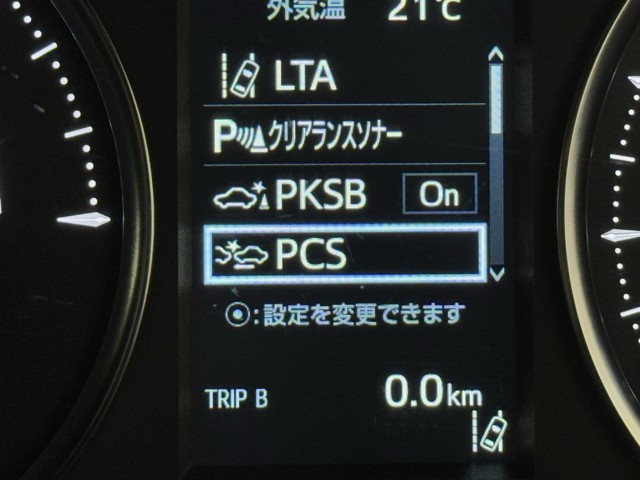 外気温 21℃
LTA
P クリアランスソナー
PKSB On
PCS
⦿:設定を変更できます
TRIP B 0.0km